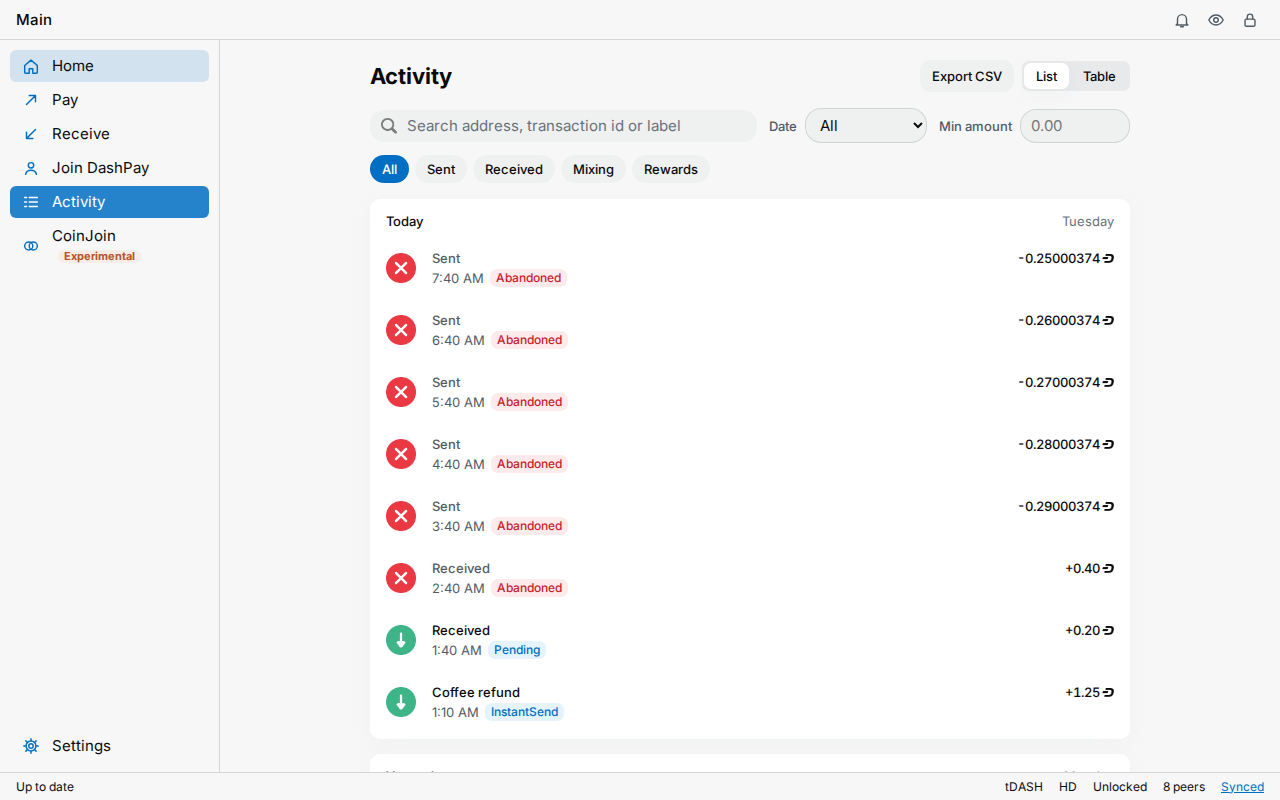 Main
Home
Pay
Receive
Join DashPay
Activity
CoinJoin
Experimental
Settings
Activity
Export CSV
List
Table
Search address, transaction id or label
Date
All
Min amount
0.00
All
Sent
Received
Mixing
Rewards
Today
Tuesday
Sent
-0.25000374
7:40 AM Abandoned
Sent
-0.26000374
6:40 AM Abandoned
Sent
-0.27000374
5:40 AM Abandoned
Sent
-0.28000374
4:40 AM Abandoned
Sent
-0.29000374
3:40 AM Abandoned
Received
+0.40
2:40 AM Abandoned
Received
+0.20
1:40 AM Pending
Coffee refund
+1.25
1:10 AM InstantSend
Up to date
tDASH
HD
Unlocked
8 peers
Synced